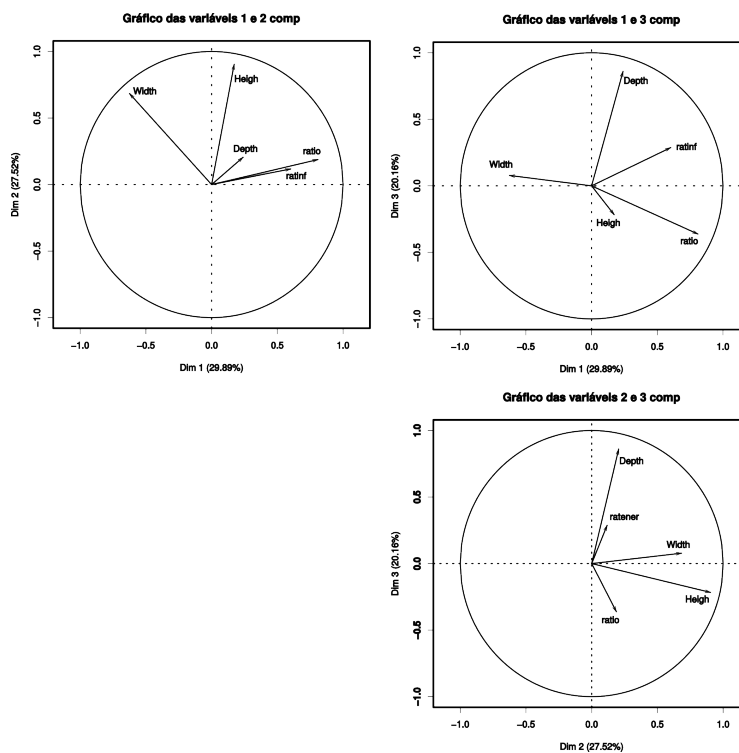 Gráfico das variáveis 1 e 2 comp
1.0
0.5
0.0
−0.5
−1.0
Dim 2 (27.52%)
Width
Heigh
Depth
ratio
ratinf
−1.0 −0.5 0.0 0.5 1.0
Dim 1 (29.89%)
Gráfico das variáveis 1 e 3 comp
1.0
0.5
0.0
−0.5
−1.0
Dim 3 (20.16%)
Depth
ratinf
Width
Heigh
ratio
−1.0 −0.5 0.0 0.5 1.0
Dim 1 (29.89%)
Gráfico das variáveis 2 e 3 comp
1.0
0.5
0.0
−0.5
−1.0
Dim 3 (20.16%)
Depth
ratener
Width
Heigh
ratio
−1.0 −0.5 0.0 0.5 1.0
Dim 2 (27.52%)